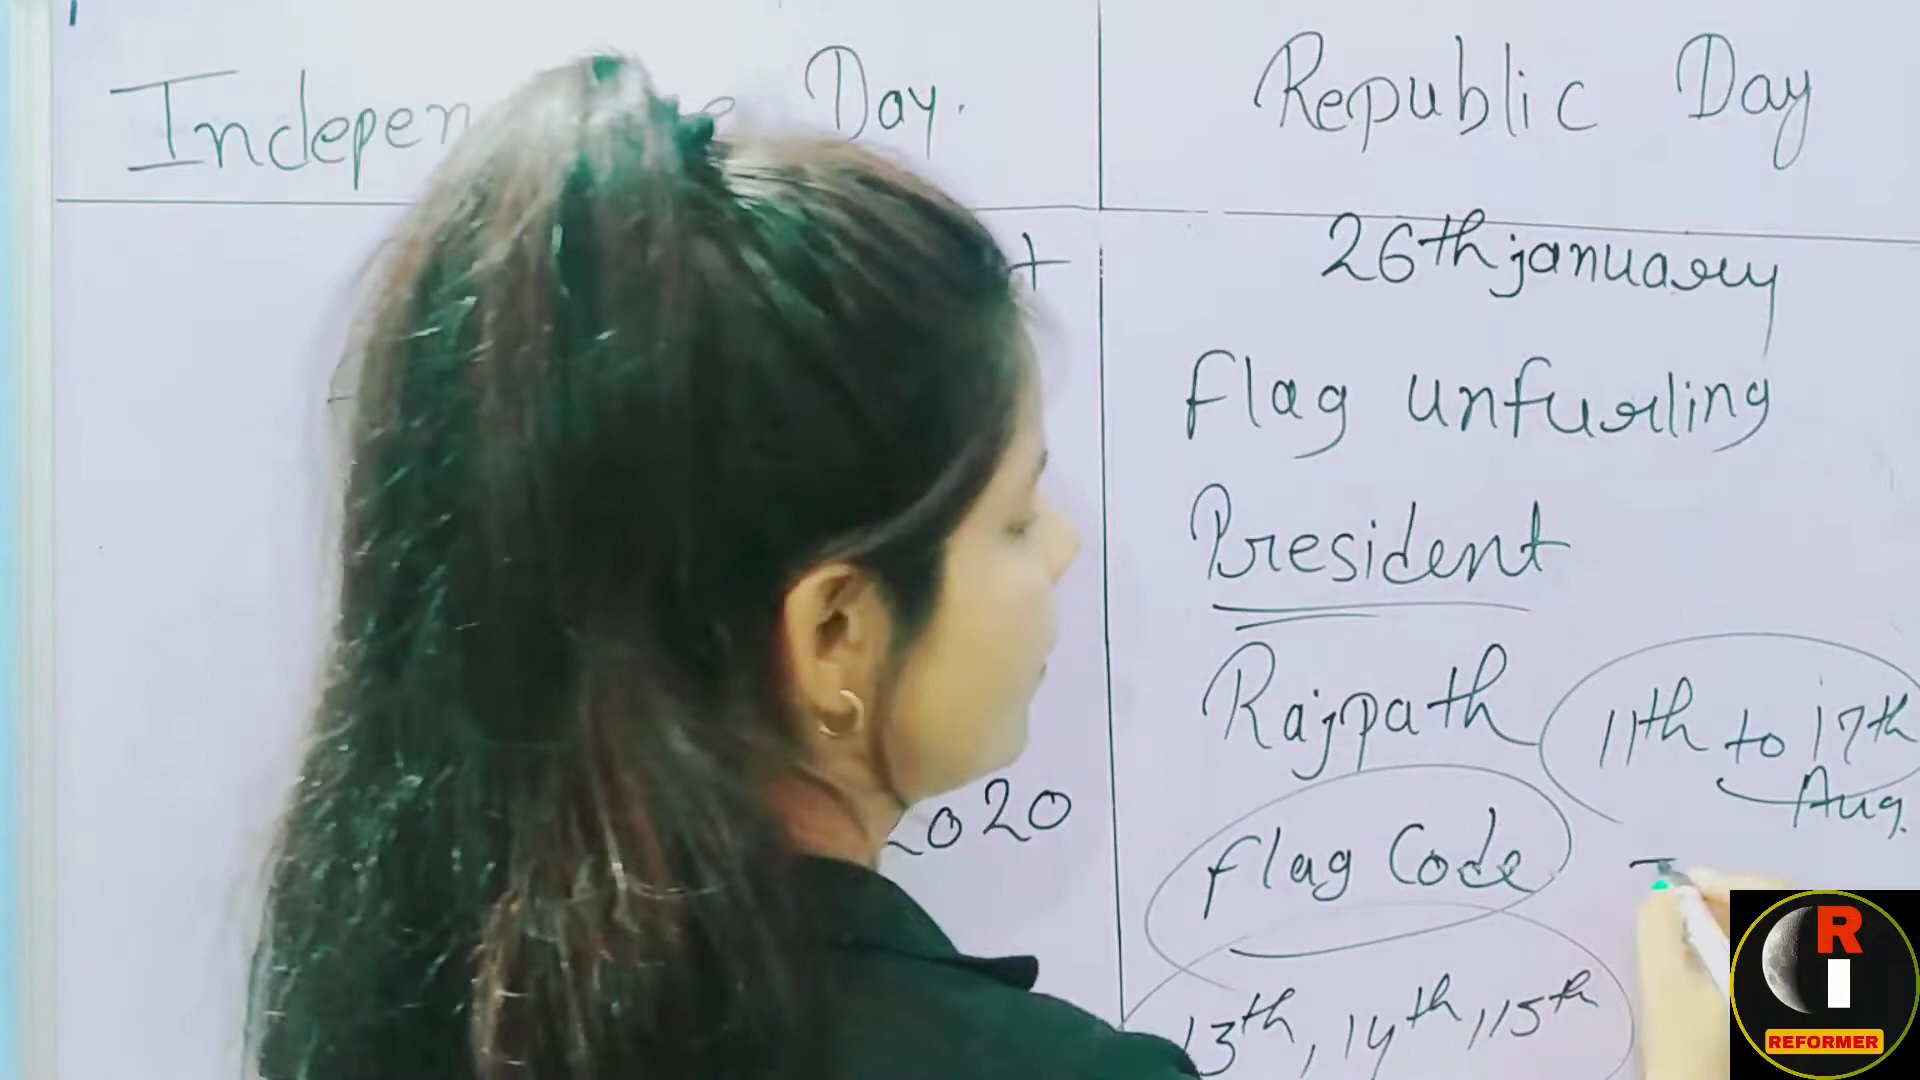 Indepen e Day.
Republic Day
26th january
flag unfurling
President
Rajpath
11th to 17th
Aug.
2020
flag Code
13th, 14th, 15th
R
I
REFORMER